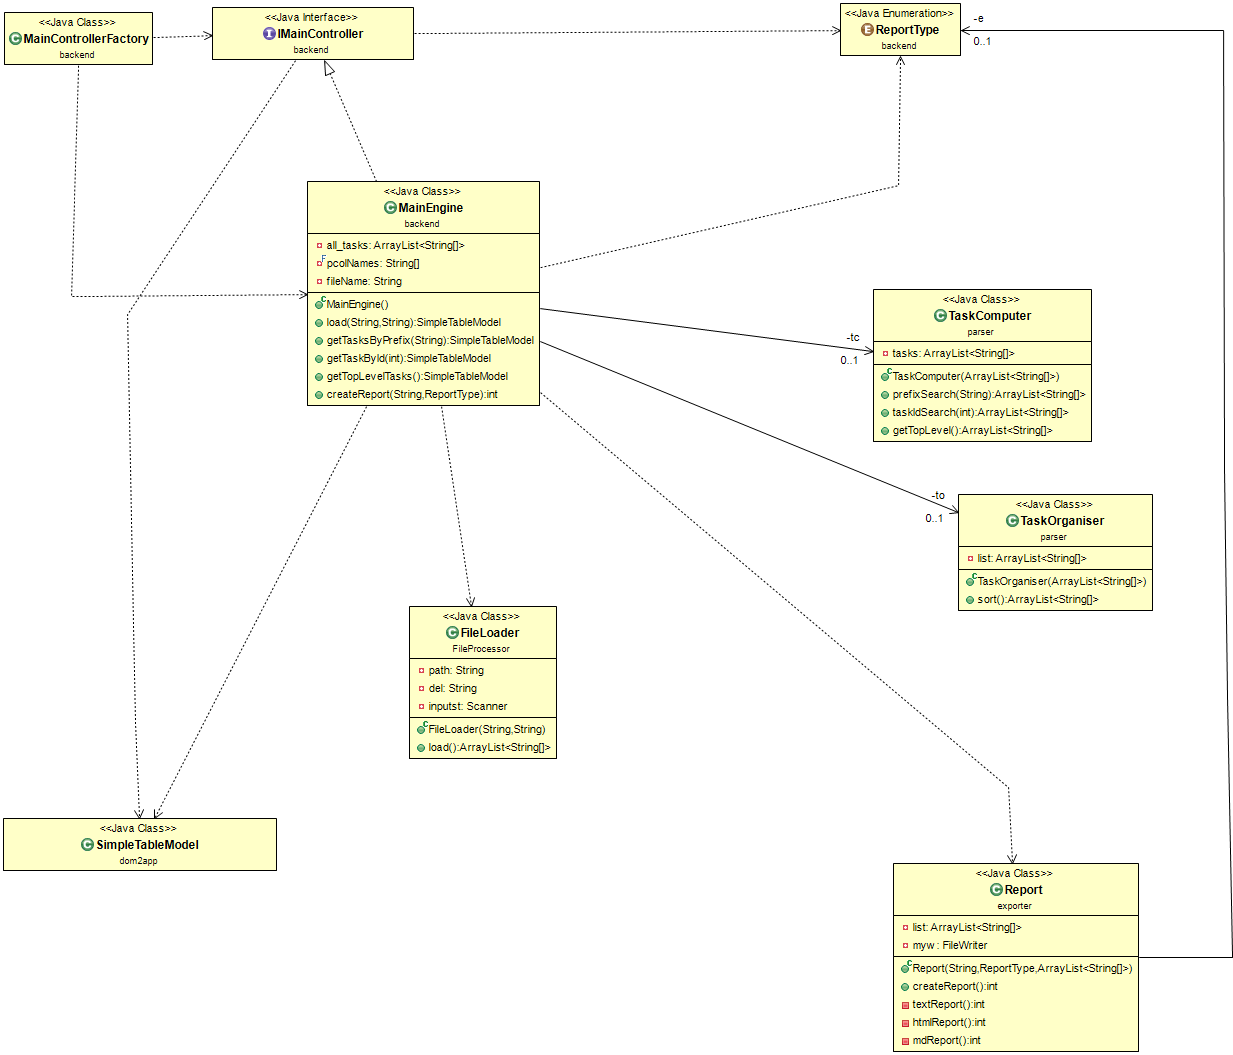 <<Java Class>>
MainControllerFactory
backend
<<Java Interface>>
IMainController
backend
<<Java Enumeration>>
ReportType
backend
-e
0..1
<<Java Class>>
MainEngine
backend
all_tasks: ArrayList<String[]>
pcolNames: String[]
fileName: String
MainEngine()
load(String,String):SimpleTableModel
getTasksByPrefix(String):SimpleTableModel
getTaskById(int):SimpleTableModel
getTopLevelTasks():SimpleTableModel
createReport(String,ReportType):int
-tc
0..1
<<Java Class>>
TaskComputer
parser
tasks: ArrayList<String[]>
TaskComputer(ArrayList<String[]>)
prefixSearch(String):ArrayList<String[]>
taskIdSearch(int):ArrayList<String[]>
getTopLevel():ArrayList<String[]>
-to
0..1
<<Java Class>>
TaskOrganiser
parser
list: ArrayList<String[]>
TaskOrganiser(ArrayList<String[]>)
sort():ArrayList<String[]>
<<Java Class>>
FileLoader
FileProcessor
path: String
del: String
inputst: Scanner
FileLoader(String,String)
load():ArrayList<String[]>
<<Java Class>>
SimpleTableModel
dom2app
<<Java Class>>
Report
exporter
list: ArrayList<String[]>
myw : FileWriter
Report(String,ReportType,ArrayList<String[]>)
createReport():int
textReport():int
htmlReport():int
mdReport():int